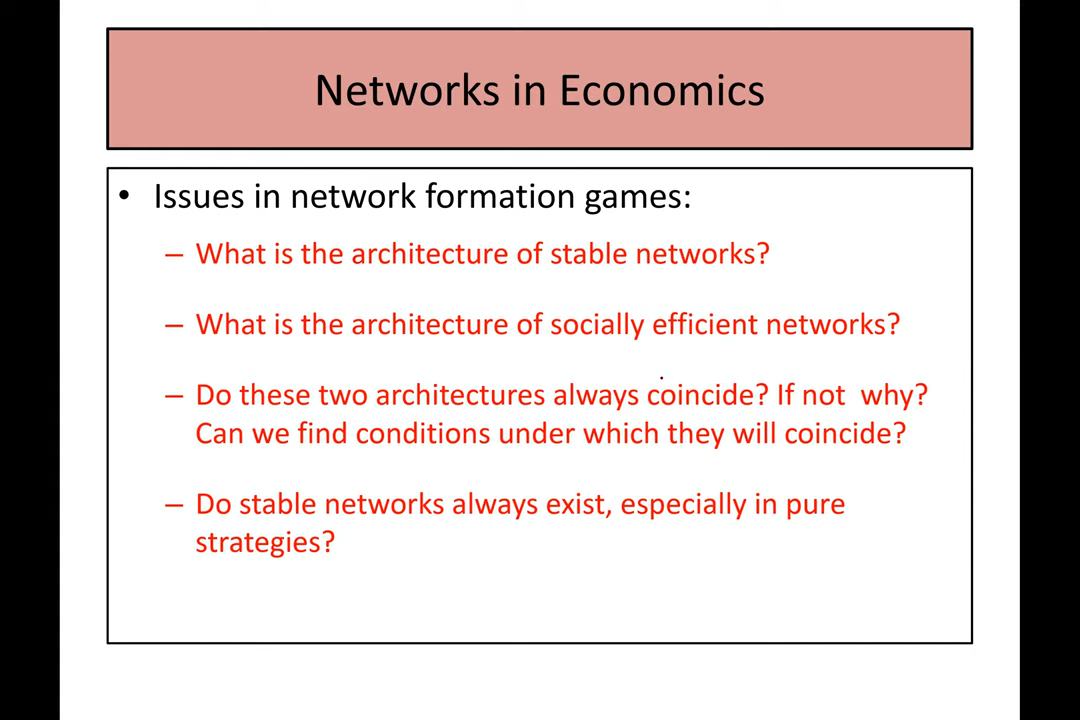 Networks in Economics
• Issues in network formation games:
– What is the architecture of stable networks?
– What is the architecture of socially efficient networks?
– Do these two architectures always coincide? If not  why?
Can we find conditions under which they will coincide?
– Do stable networks always exist, especially in pure
strategies?